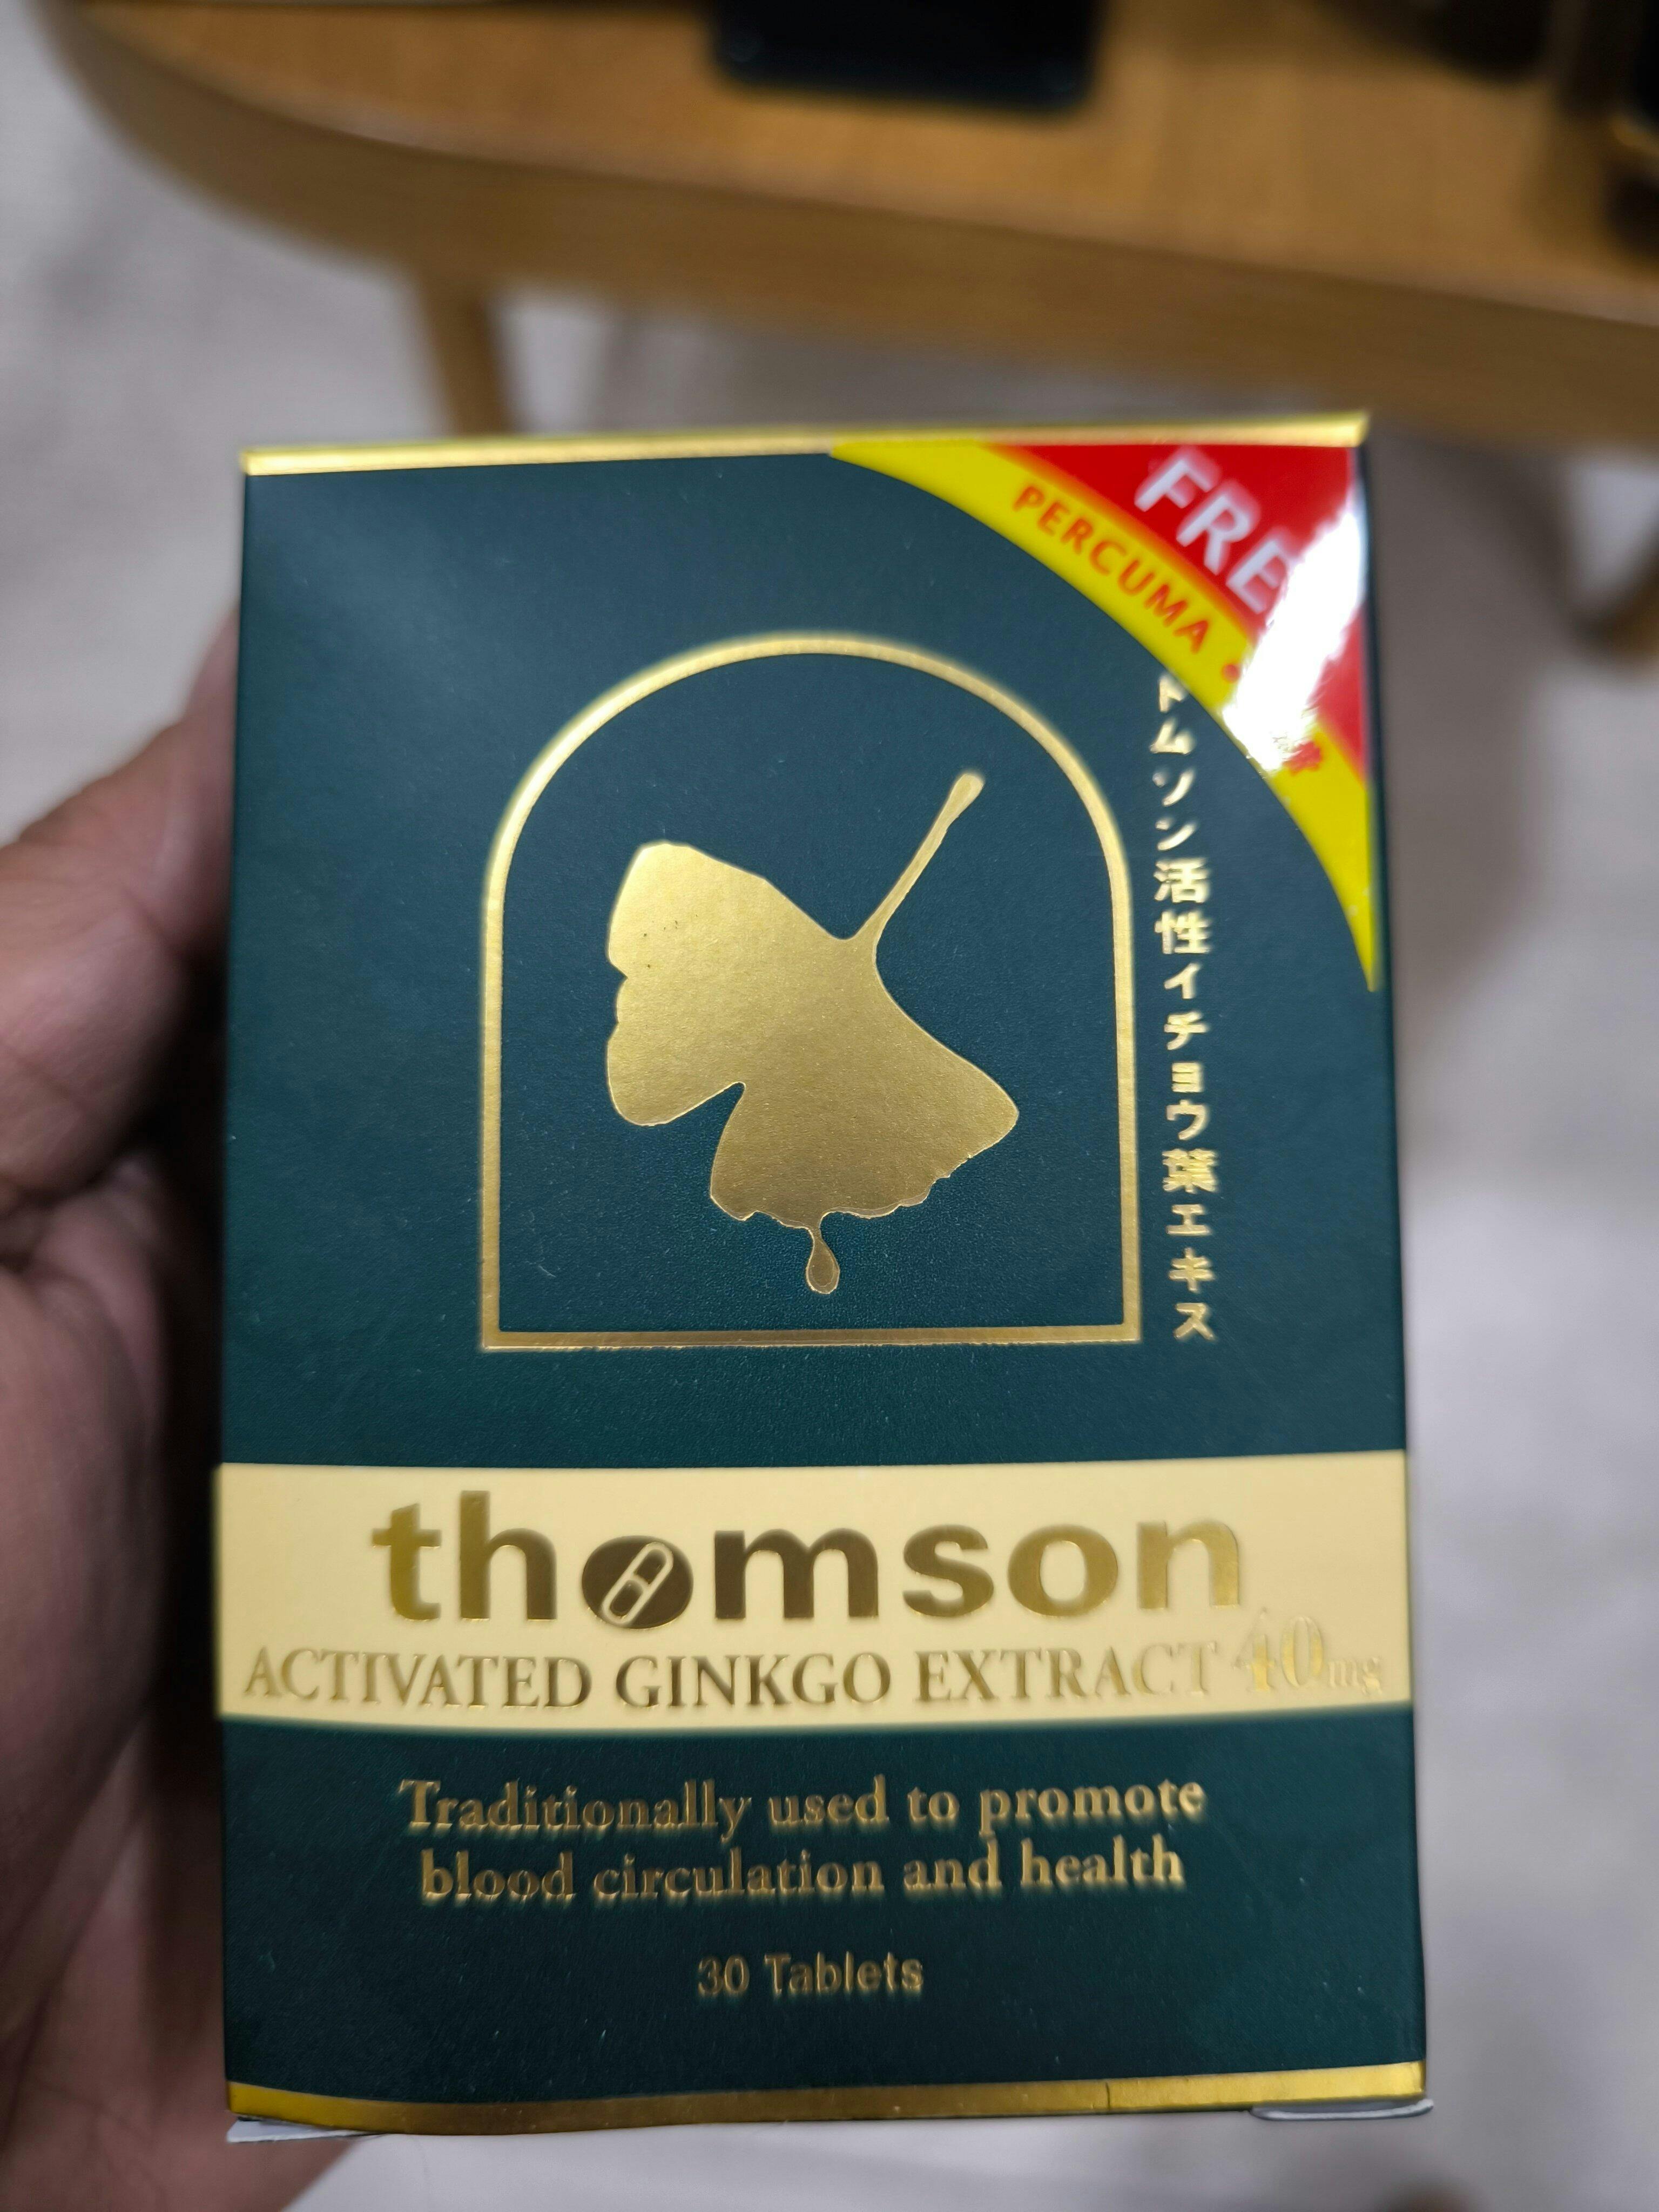 FREE
PERCUMA
トムソン活性イチョウ葉エキス
thomson
ACTIVATED GINKGO EXTRACT 40mg
Traditionally used to promote
blood circulation and health
30 Tablets